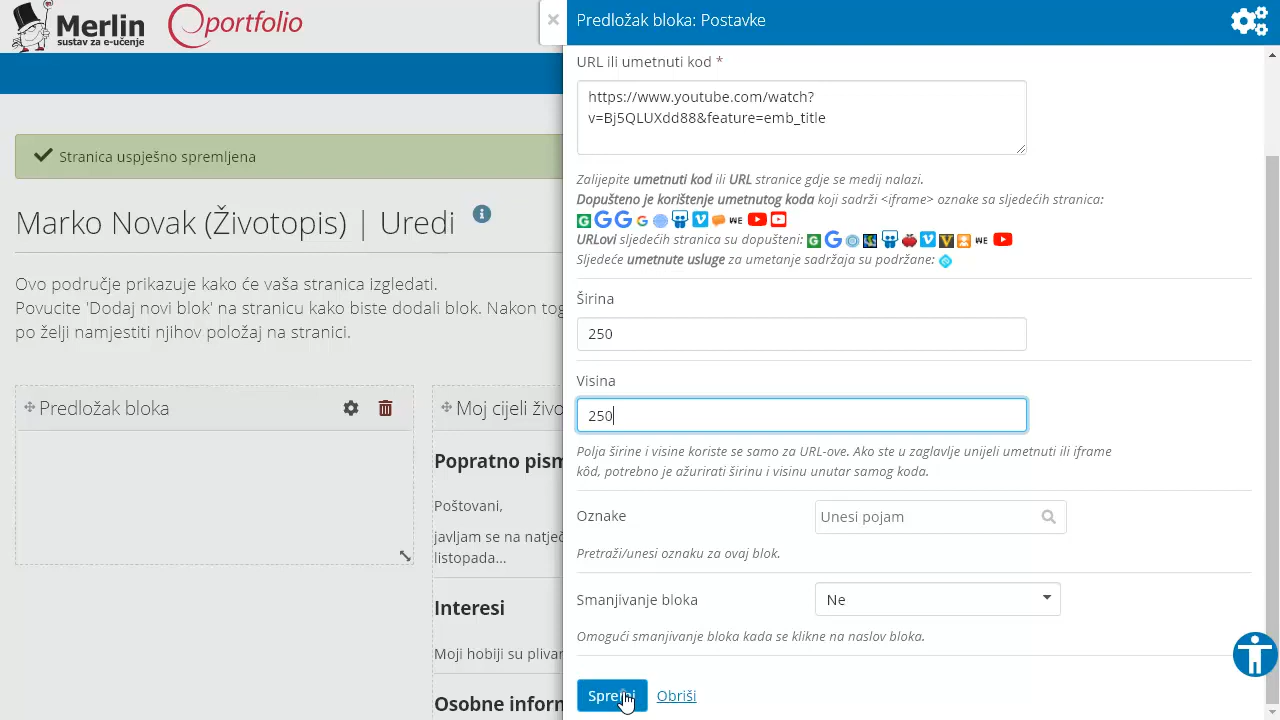 Merlin
sustav za e-učenje
portfolio
Stranica uspješno spremljena
Marko Novak (Životopis) | Uredi
Ovo područje prikazuje kako će vaša stranica izgledati.
Povucite 'Dodaj novi blok' na stranicu kako biste dodali blok. Nakon tog
po želji namjestiti njihov položaj na stranici.
Predložak bloka
Moj cijeli živo
Popratno pism
Poštovani,
javljam se na natječ
listopada...
Interesi
Moji hobiji su plivan
Osobne inform
Predložak bloka: Postavke
URL ili umetnuti kod *
https://www.youtube.com/watch?
v=Bj5QLUXdd88&feature=emb_title
Zalijepite umetnuti kod ili URL stranice gdje se medij nalazi.
Dopušteno je korištenje umetnutog koda koji sadrži <iframe> oznake sa sljedećih stranica:
URLovi sljedećih stranica su dopušteni:
Sljedeće umetnute usluge za umetanje sadržaja su podržane:
Širina
250
Visina
250
Polja širine i visine koriste se samo za URL-ove. Ako ste u zaglavlje unijeli umetnuti ili iframe
kôd, potrebno je ažurirati širinu i visinu unutar samog koda.
Oznake
Unesi pojam
Pretraži/unesi oznaku za ovaj blok.
Smanjivanje bloka
Ne
Omogući smanjivanje bloka kada se klikne na naslov bloka.
Spremi
Obriši